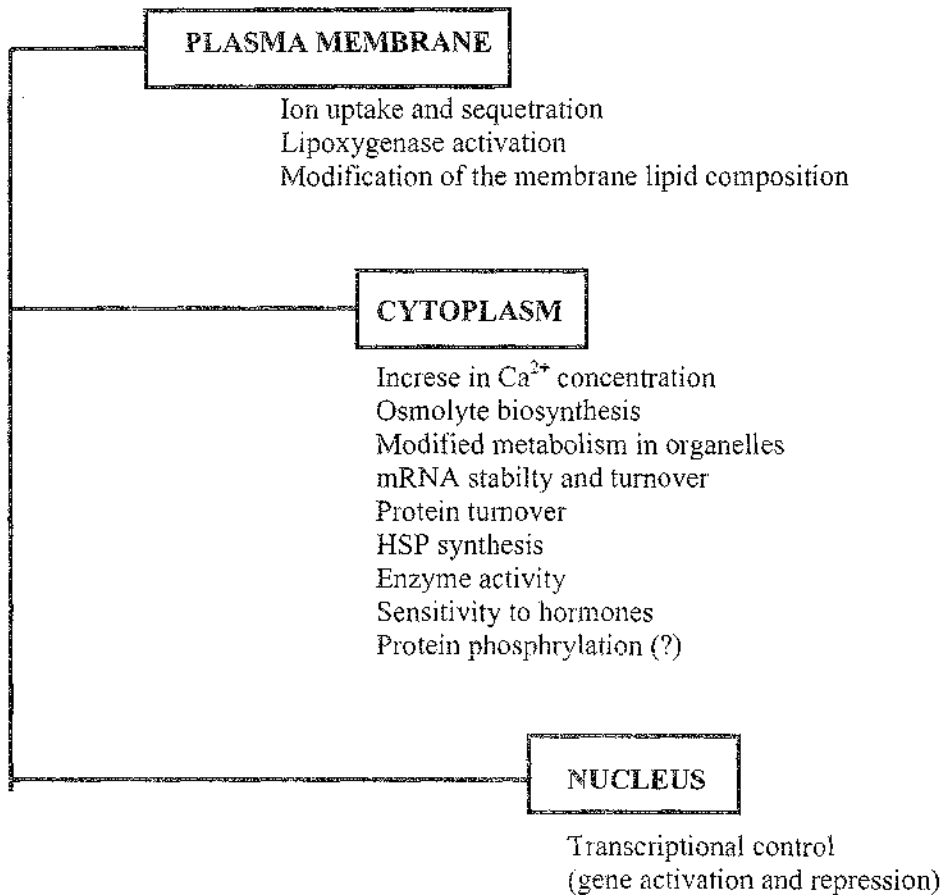 PLASMA MEMBRANE
Ion uptake and sequetration
Lipoxygenase activation
Modification of the membrane lipid composition
CYTOPLASM
Increse in Ca²⁺ concentration
Osmolyte biosynthesis
Modified metabolism in organelles
mRNA stabilty and turnover
Protein turnover
HSP synthesis
Enzyme activity
Sensitivity to hormones
Protein phosphrylation (?)
NUCLEUS
Transcriptional control
(gene activation and repression)